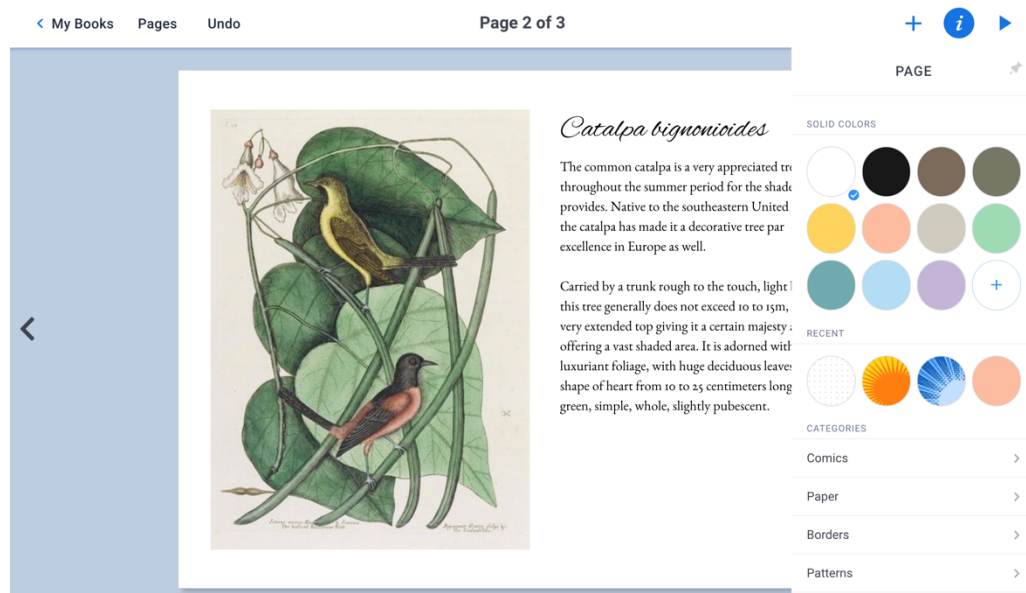 My Books
Pages
Undo
Page 2 of 3
i
PAGE
Catalpa bignonioides
The common catalpa is a very appreciated tre
throughout the summer period for the shade
provides. Native to the southeastern United
the catalpa has made it a decorative tree par
excellence in Europe as well.
Carried by a trunk rough to the touch, light
this tree generally does not exceed 10 to 15m,
very extended top giving it a certain majesty
offering a vast shaded area. It is adorned with
luxuriant foliage, with huge deciduous leaves
shape of heart from 10 to 25 centimeters long
green, simple, whole, slightly pubescent.
SOLID COLORS
RECENT
CATEGORIES
Comics
Paper
Borders
Patterns